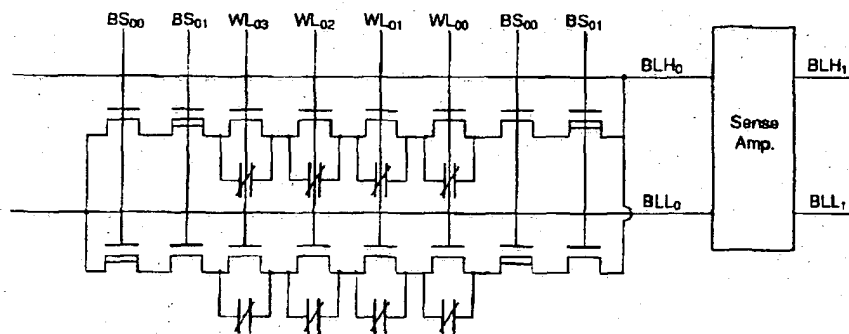 BS00 BS01 WL03 WL02 WL01 WL00 BS00 BS01
BLH0 BLH1
Sense
Amp.
BLL0 BLL1